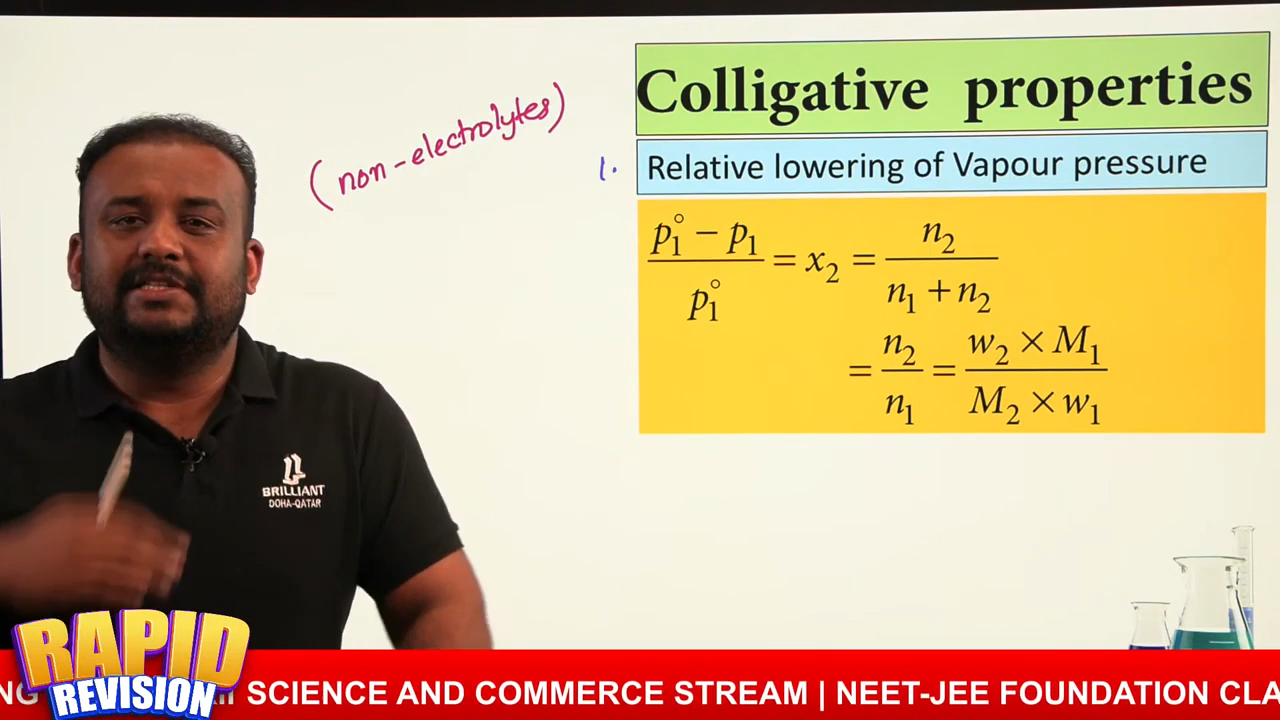 Colligative properties
(non-electrolytes)
1. Relative lowering of Vapour pressure
p₁° − p₁ / p₁° = x₂ = n₂ / n₁ + n₂
= n₂ / n₁ = w₂ × M₁ / M₂ × w₁
BRILLIANT
DOHA-QATAR
RAPID
REVISION
SCIENCE AND COMMERCE STREAM | NEET-JEE FOUNDATION CLA